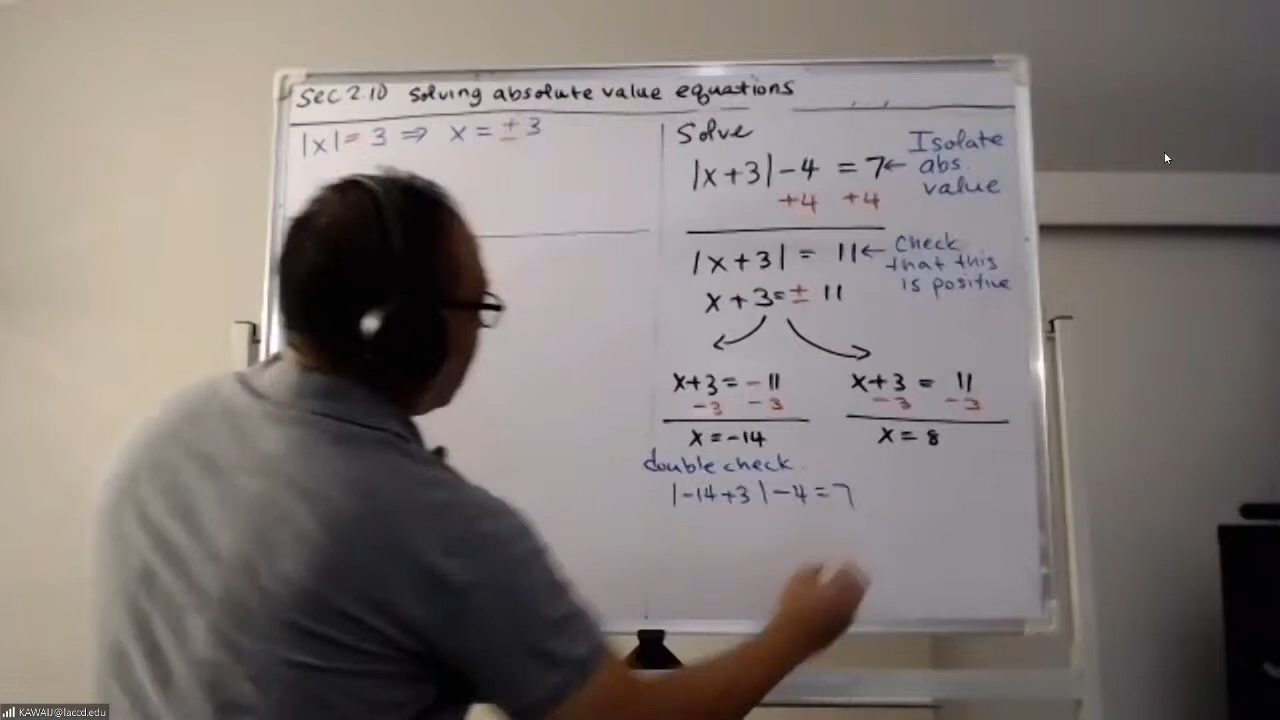 Sec 2.10 Solving absolute value equations
|x| = 3 ⇒ x = ± 3
Solve
|x+3| - 4 = 7 ← Isolate abs. value
+4 +4
|x+3| = 11 ← Check that this is positive
x + 3 = ± 11
x+3 = -11
-3 -3
x = -14
x+3 = 11
-3 -3
x = 8
double check
|-14+3| - 4 = 7
KAWAIJ@laccd.edu